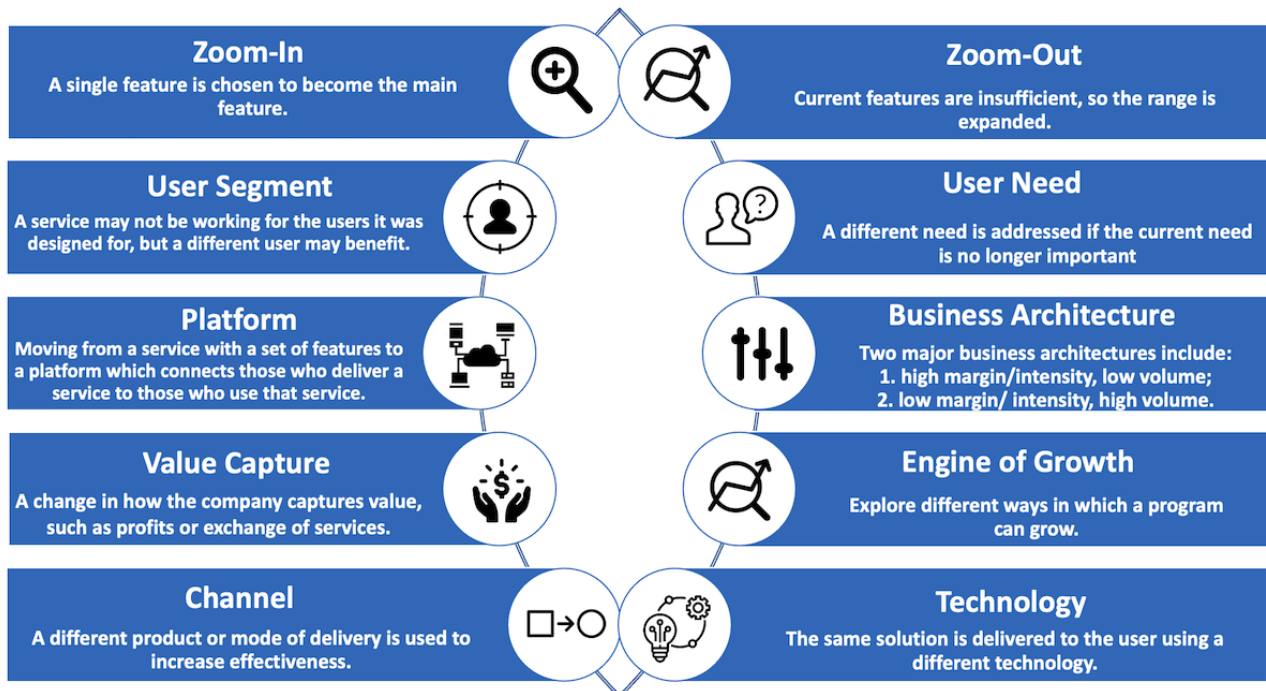 Zoom-In
A single feature is chosen to become the main
feature.
Zoom-Out
Current features are insufficient, so the range is
expanded.
User Segment
A service may not be working for the users it was
designed for, but a different user may benefit.
User Need
A different need is addressed if the current need
is no longer important
Platform
Moving from a service with a set of features to
a platform which connects those who deliver a
service to those who use that service.
Business Architecture
Two major business architectures include:
1. high margin/intensity, low volume;
2. low margin/ intensity, high volume.
Value Capture
A change in how the company captures value,
such as profits or exchange of services.
Engine of Growth
Explore different ways in which a program
can grow.
Channel
A different product or mode of delivery is used to
increase effectiveness.
Technology
The same solution is delivered to the user using a
different technology.